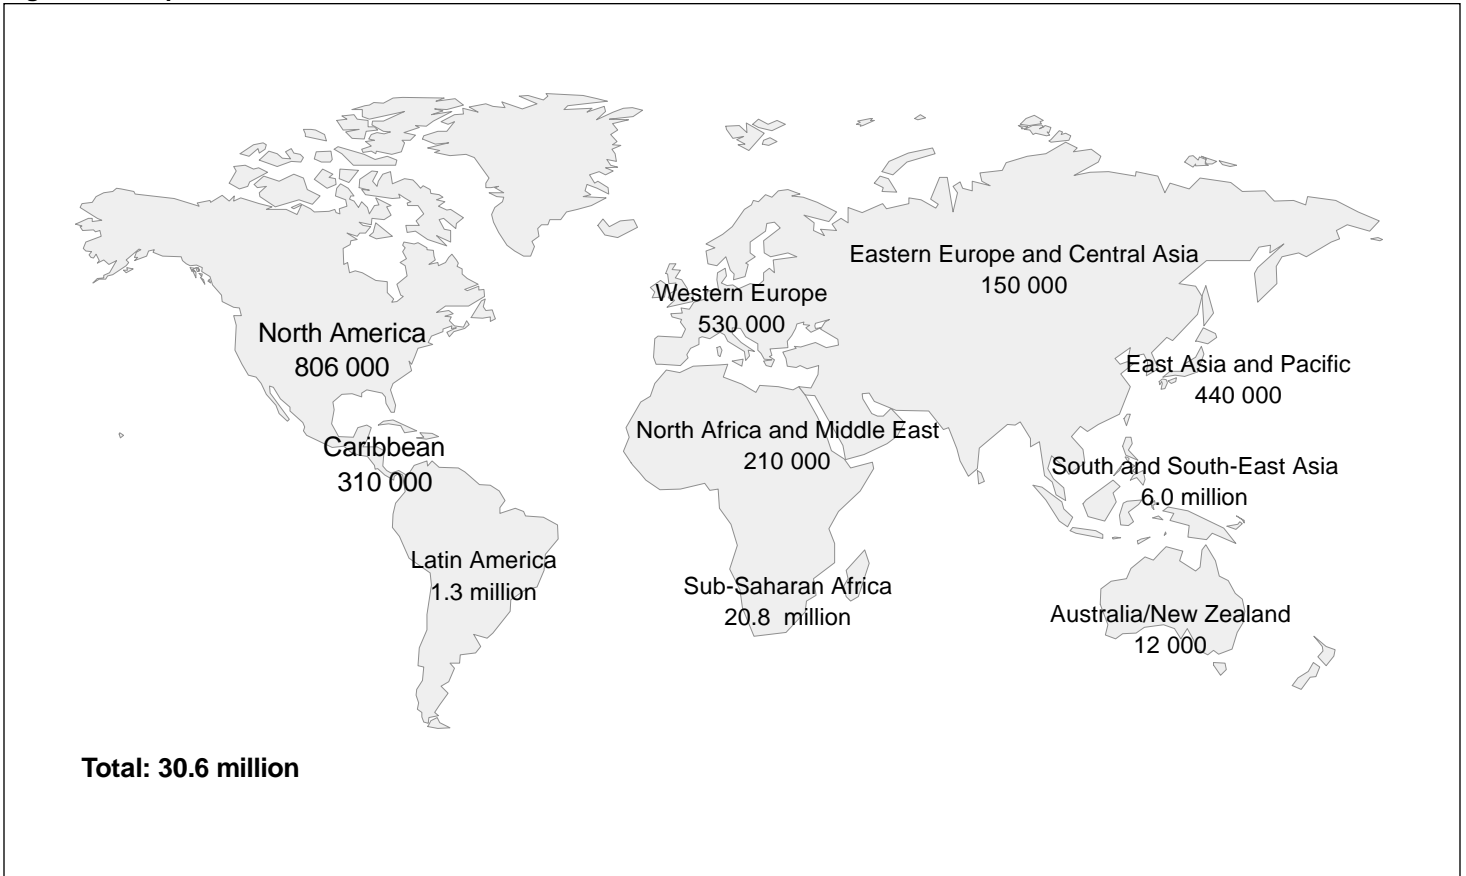 Eastern Europe and Central Asia
150 000
Western Europe
530 000
North America
806 000
East Asia and Pacific
440 000
North Africa and Middle East
210 000
Caribbean
310 000
South and South-East Asia
6.0 million
Latin America
1.3 million
Sub-Saharan Africa
20.8 million
Australia/New Zealand
12 000
Total: 30.6 million